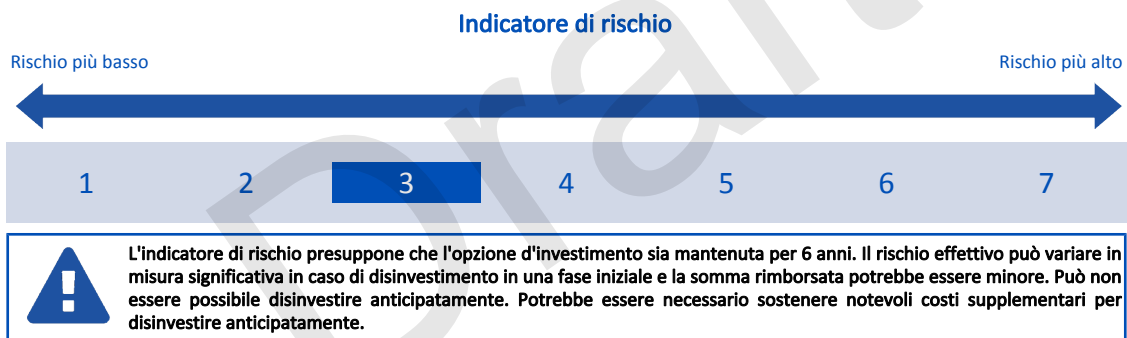 Indicatore di rischio
Rischio più basso
Rischio più alto
1 2 3 4 5 6 7
L'indicatore di rischio presuppone che l'opzione d'investimento sia mantenuta per 6 anni. Il rischio effettivo può variare in
misura significativa in caso di disinvestimento in una fase iniziale e la somma rimborsata potrebbe essere minore. Può non
essere possibile disinvestire anticipatamente. Potrebbe essere necessario sostenere notevoli costi supplementari per
disinvestire anticipatamente.